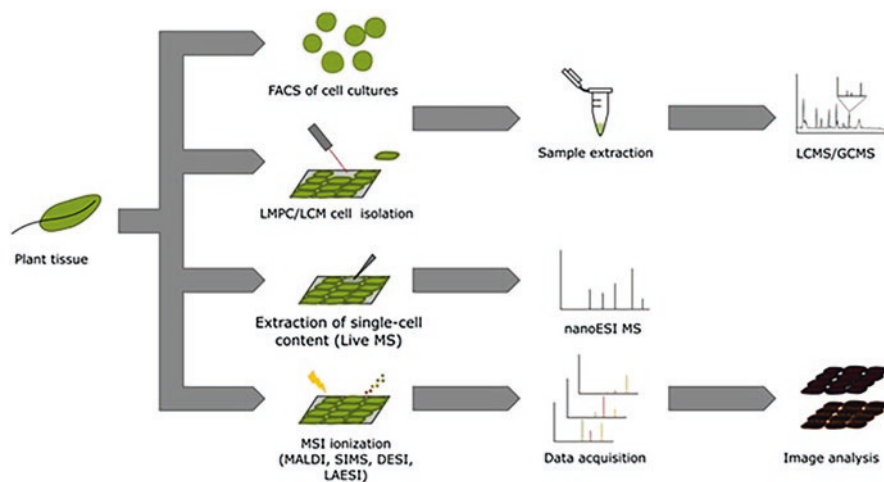 Plant tissue
FACS of cell cultures
Sample extraction
LCMS/GCMS
LMPC/LCM cell isolation
Extraction of single-cell
content (Live MS)
nanoESI MS
MSI ionization
(MALDI, SIMS, DESI,
LAESI)
Data acquisition
Image analysis